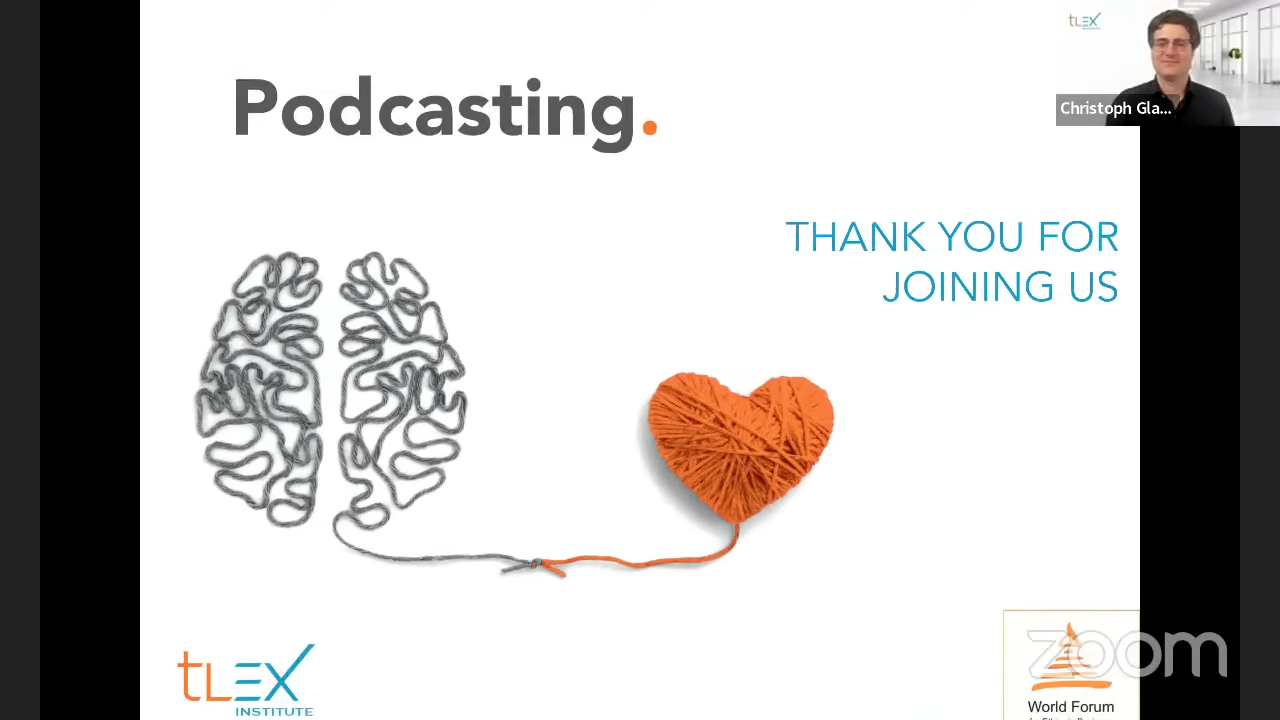 tLEX
Christoph Gla...
Podcasting.
THANK YOU FOR
JOINING US
tLEX
INSTITUTE
zoom
World Forum